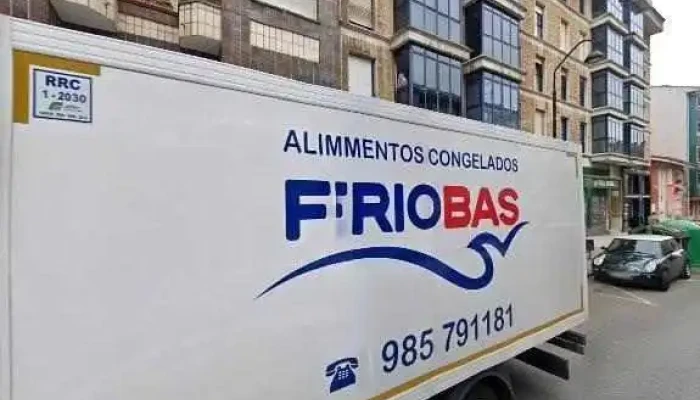 RRC
1-2030
ALIMMENTOS CONGELADOS
FRIOBAS
985 791181